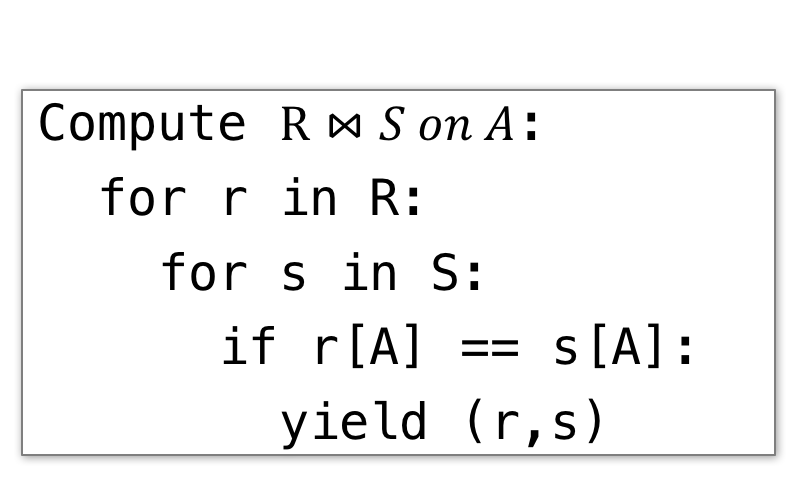 Compute R ⋈ S on A:
for r in R:
for s in S:
if r[A] == s[A]:
yield (r,s)